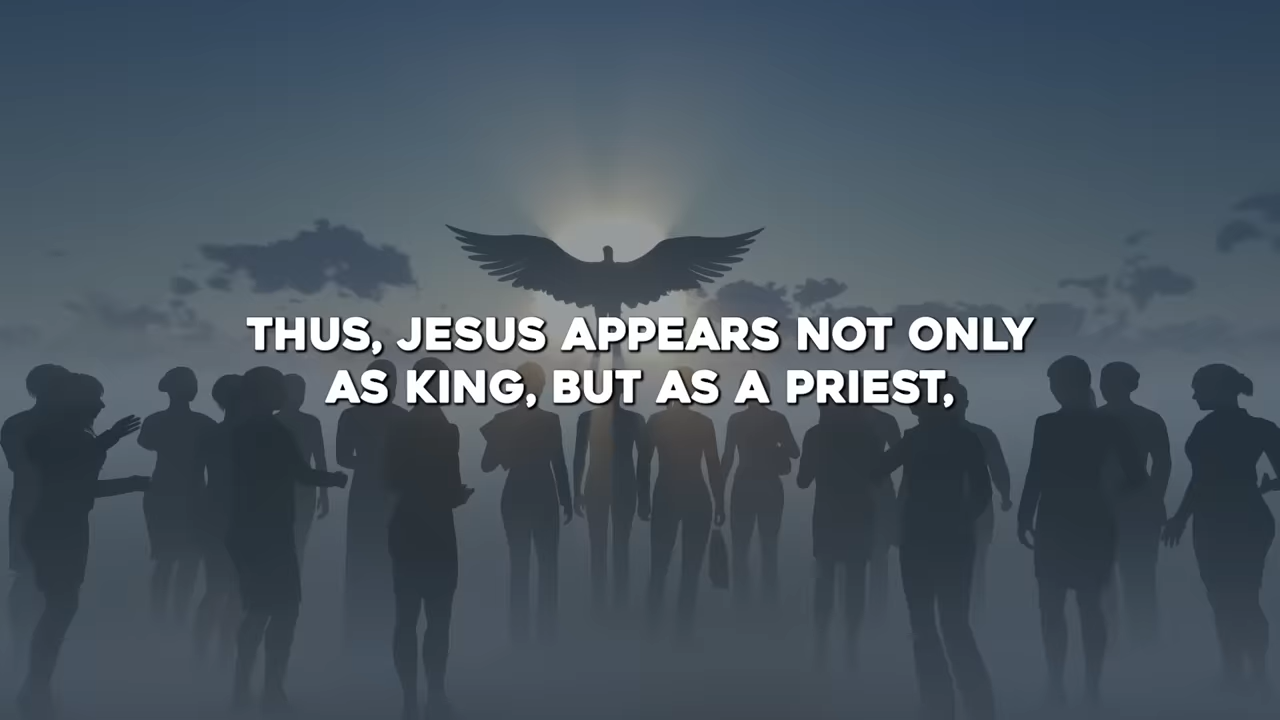 THUS, JESUS APPEARS NOT ONLY
AS KING, BUT AS A PRIEST,